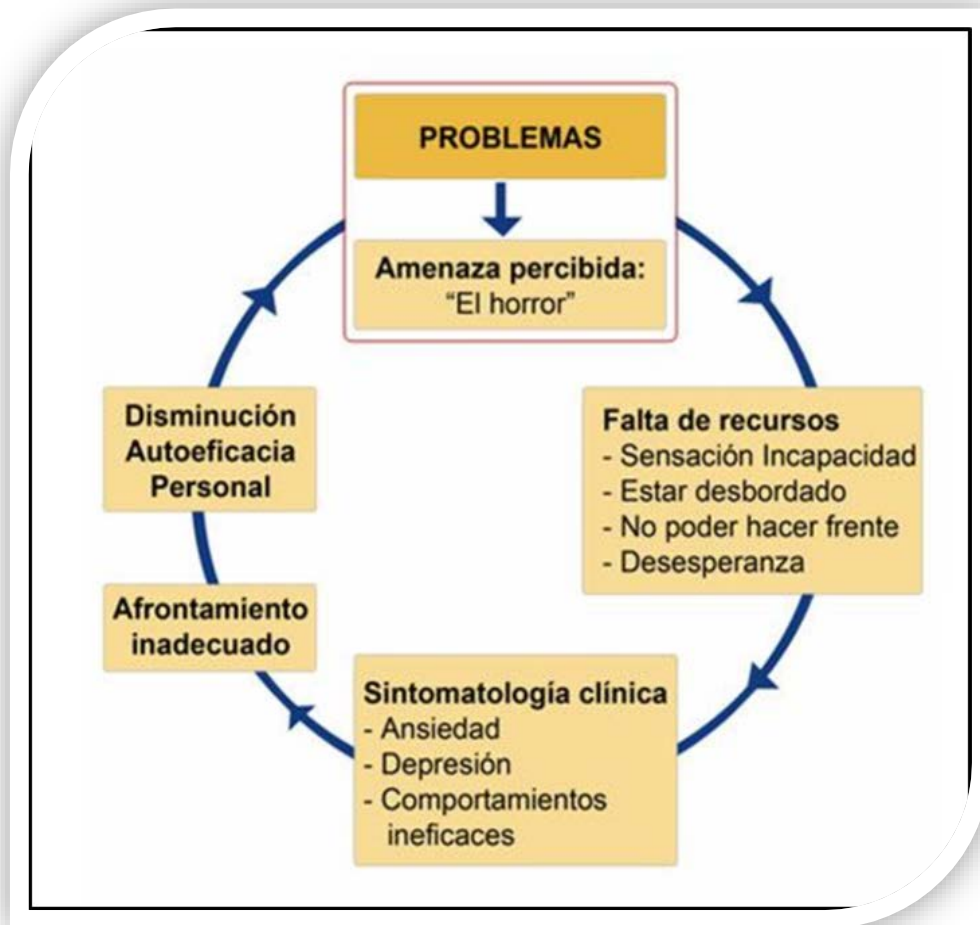 PROBLEMAS
Amenaza percibida:
“El horror”
Falta de recursos
- Sensación Incapacidad
- Estar desbordado
- No poder hacer frente
- Desesperanza
Sintomatología clínica
- Ansiedad
- Depresión
- Comportamientos
ineficaces
Afrontamiento
inadecuado
Disminución
Autoeficacia
Personal